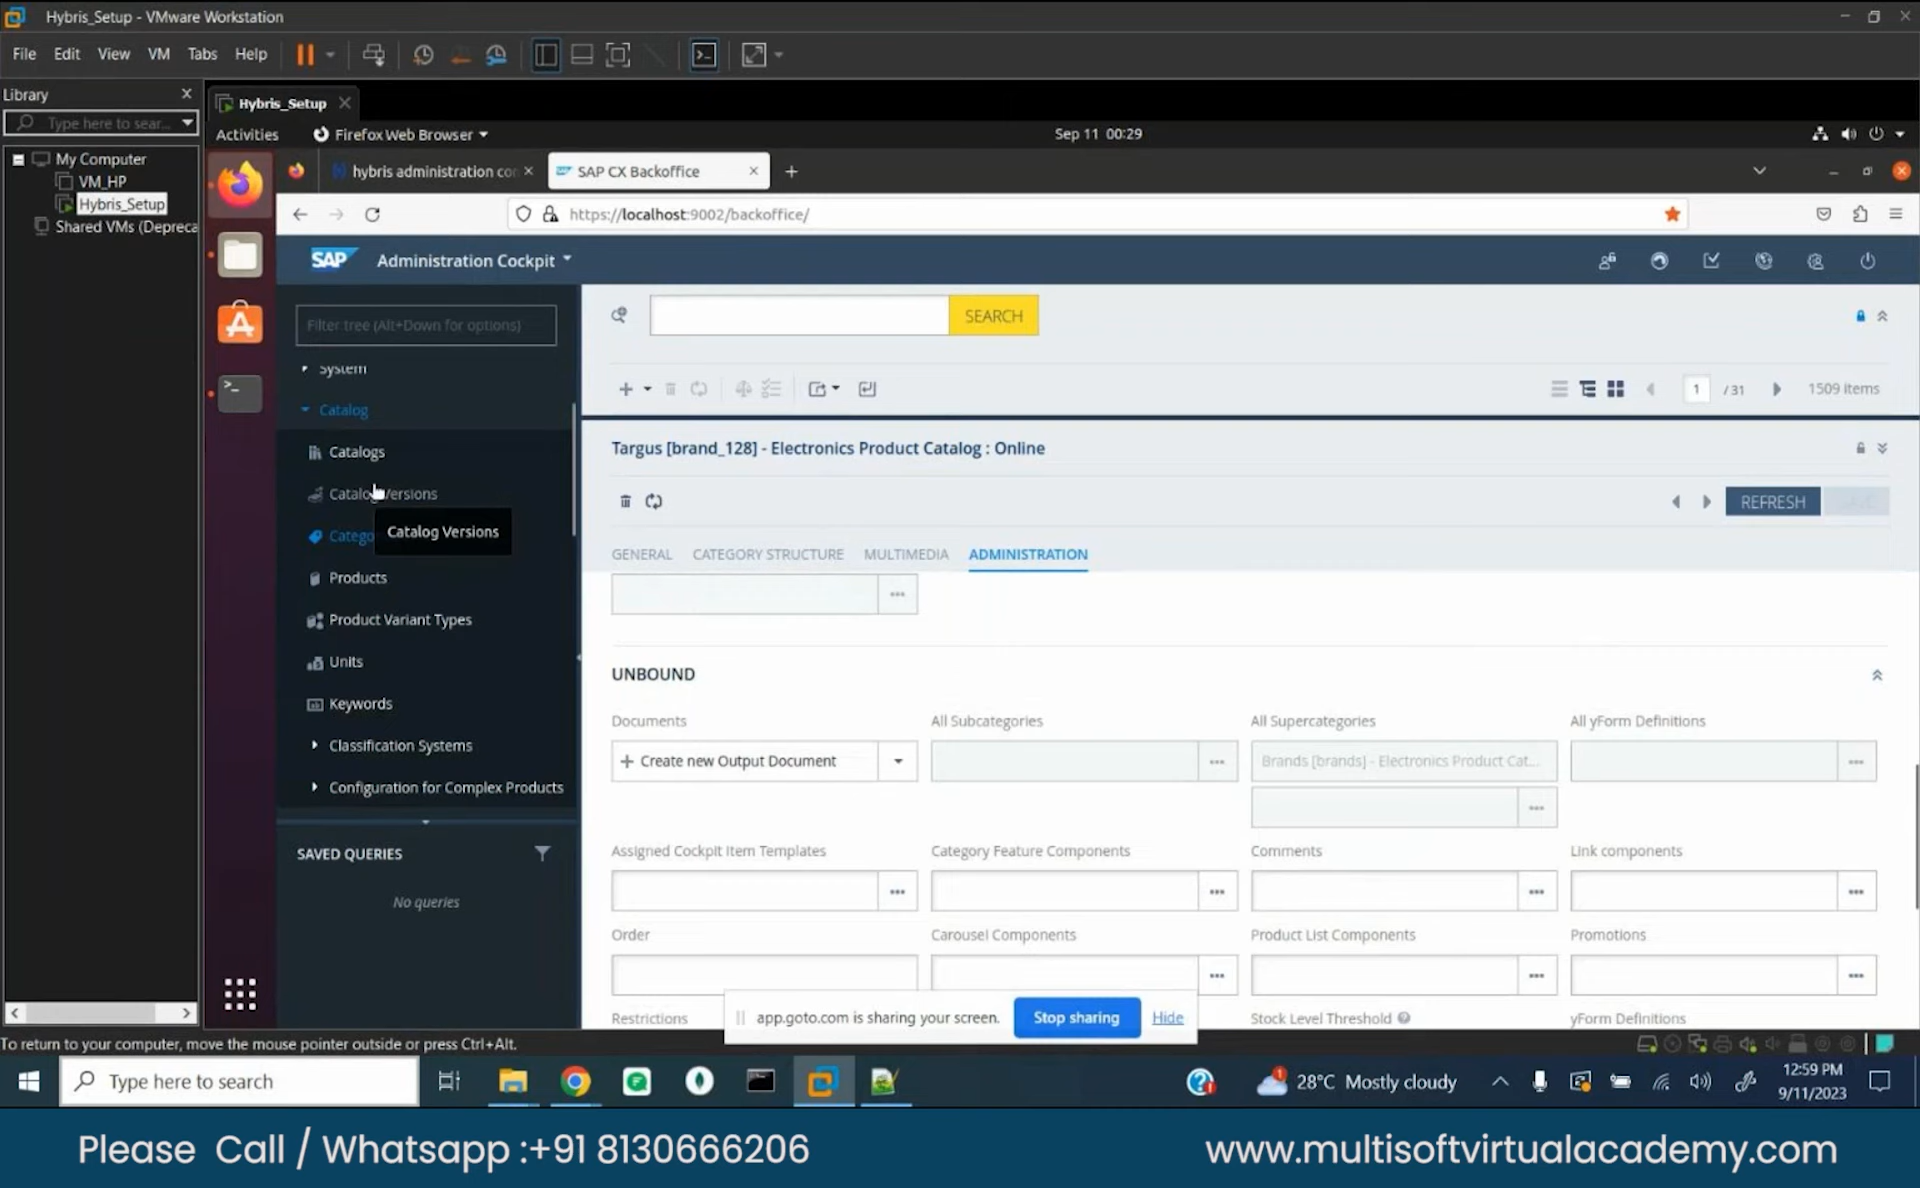 Hybris_Setup - VMware Workstation
File Edit View VM Tabs Help
Library
Type here to sear...
My Computer
VM_HP
Hybris_Setup
Shared VMs (Depreca
Hybris_Setup
Activities Firefox Web Browser Sep 11 00:29
hybris administration con
SAP CX Backoffice
https://localhost:9002/backoffice/
SAP Administration Cockpit
Filter tree (Alt+Down for options)
System
Catalog
Catalogs
Catalog Versions
Catego
Catalog Versions
Products
Product Variant Types
Units
Keywords
Classification Systems
Configuration for Complex Products
SAVED QUERIES
No queries
SEARCH
1 / 31 1509 items
Targus [brand_128] - Electronics Product Catalog : Online
REFRESH
GENERAL CATEGORY STRUCTURE MULTIMEDIA ADMINISTRATION
UNBOUND
Documents All Subcategories All Supercategories All yForm Definitions
+ Create new Output Document Brands [brands] - Electronics Product Cat...
Assigned Cockpit Item Templates Category Feature Components Comments Link components
Order Carousel Components Product List Components Promotions
Restrictions Stock Level Threshold yForm Definitions
app.goto.com is sharing your screen. Stop sharing Hide
To return to your computer, move the mouse pointer outside or press Ctrl+Alt.
Type here to search
28°C Mostly cloudy
12:59 PM
9/11/2023
Please Call / Whatsapp :+91 8130666206
www.multisoftvirtualacademy.com